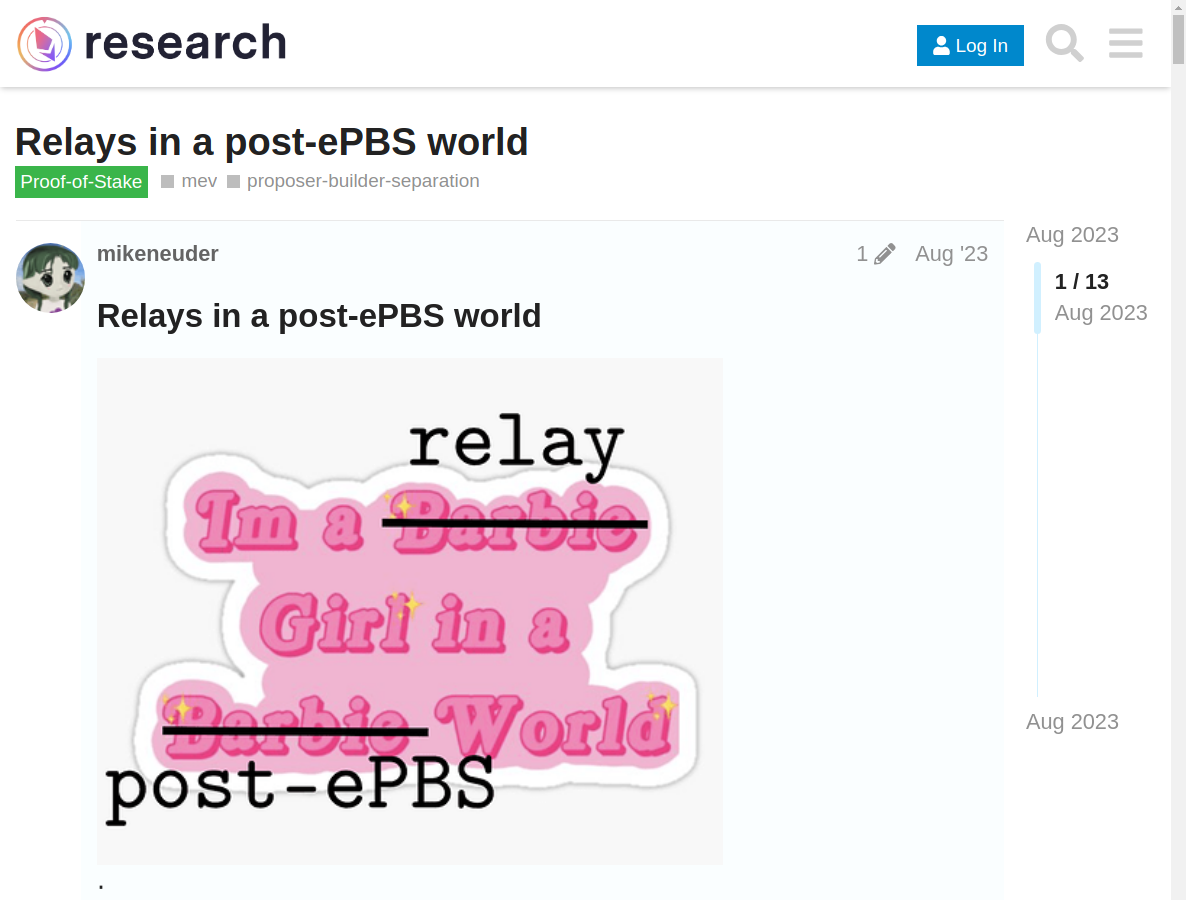 research
Log In
Relays in a post-ePBS world
Proof-of-Stake mev proposer-builder-separation
Aug 2023
mikeneuder 1 Aug '23
1 / 13
Aug 2023
Relays in a post-ePBS world
relay
Im a Barbie
Girl in a
Barbie World
post-ePBS
Aug 2023
.